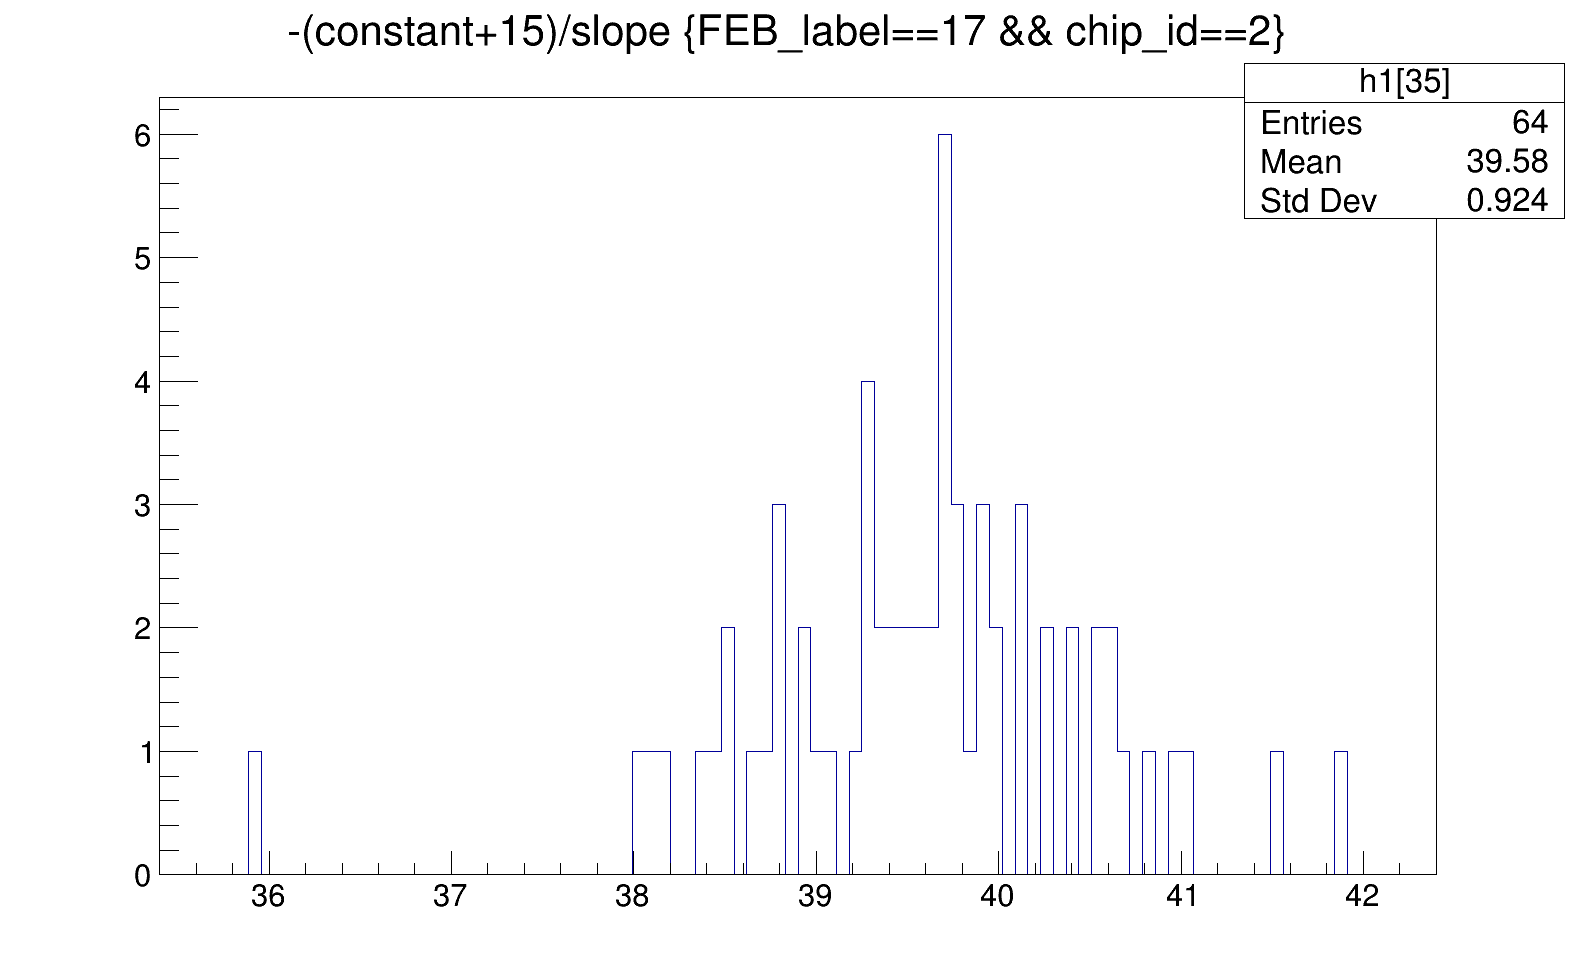 -(constant+15)/slope {FEB_label==17 && chip_id==2}
h1[35]
Entries 64
Mean 39.58
Std Dev 0.924
6
5
4
3
2
1
0
36 37 38 39 40 41 42